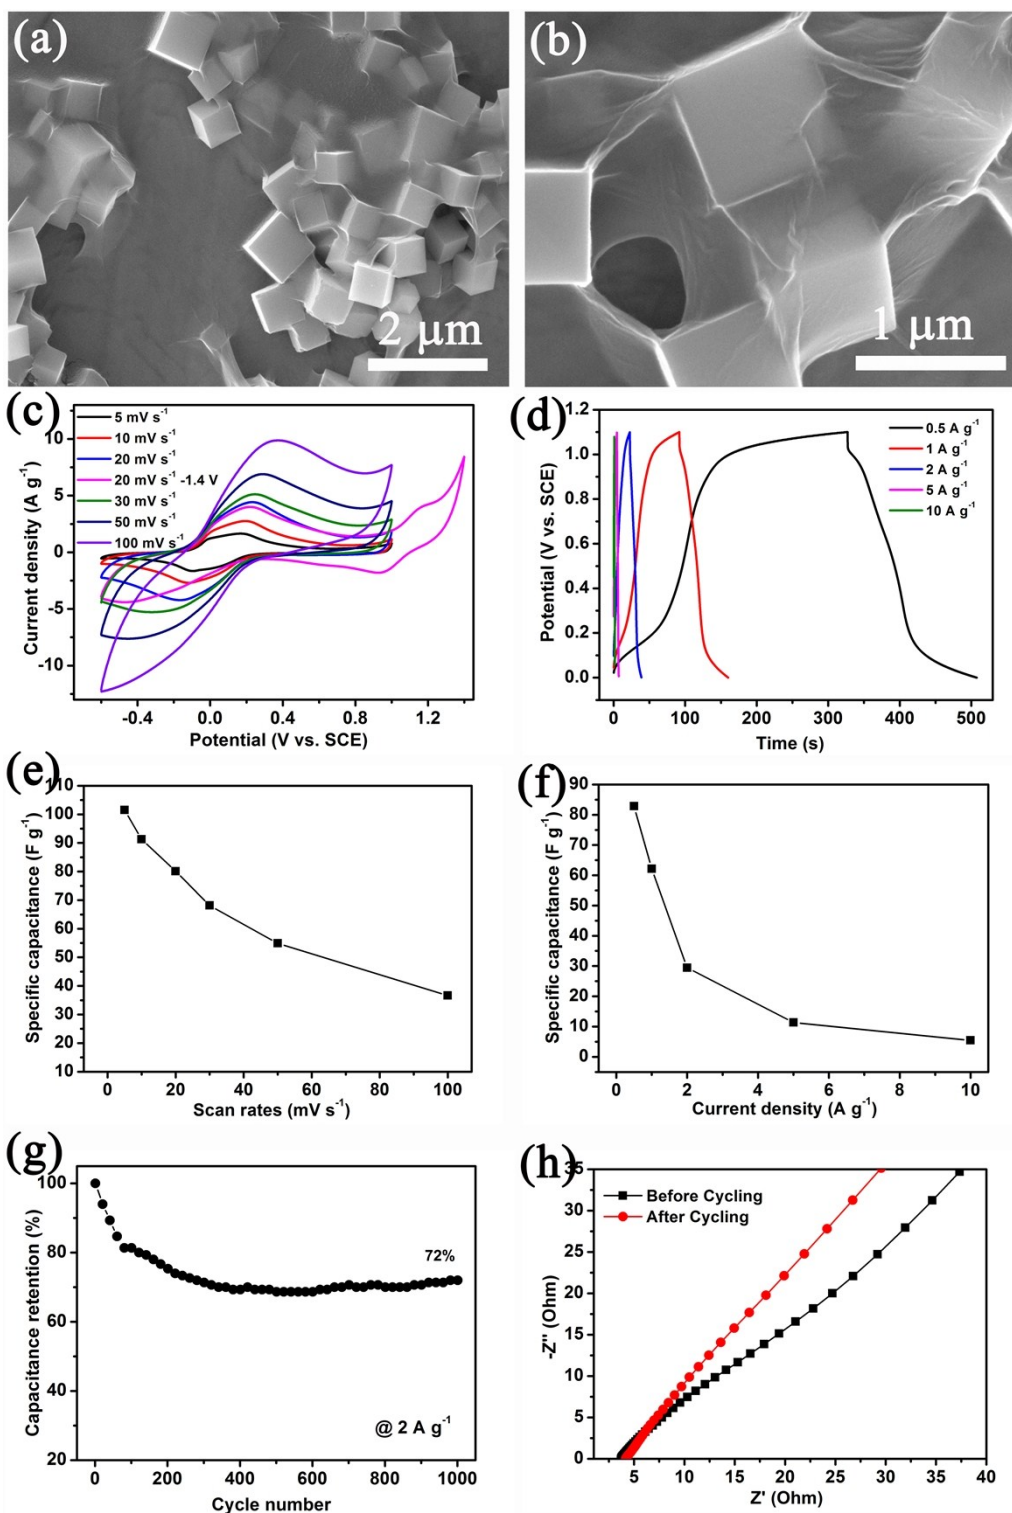 (a)
2 μm
(b)
1 μm
(c)
5 mV s⁻¹
10 mV s⁻¹
20 mV s⁻¹
20 mV s⁻¹ -1.4 V
30 mV s⁻¹
50 mV s⁻¹
100 mV s⁻¹
Current density (A g⁻¹)
10
5
0
-5
-10
-0.4 0.0 0.4 0.8 1.2
Potential (V vs. SCE)
(d)
0.5 A g⁻¹
1 A g⁻¹
2 A g⁻¹
5 A g⁻¹
10 A g⁻¹
Potential (V vs. SCE)
1.2
1.0
0.8
0.6
0.4
0.2
0.0
0 100 200 300 400 500
Time (s)
(e)
Specific capacitance (F g⁻¹)
110
100
90
80
70
60
50
40
30
20
10
0 20 40 60 80 100
Scan rates (mV s⁻¹)
(f)
Specific capacitance (F g⁻¹)
90
80
70
60
50
40
30
20
10
0
0 2 4 6 8 10
Current density (A g⁻¹)
(g)
Capacitance retention (%)
100
80
60
40
20
72%
@ 2 A g⁻¹
0 200 400 600 800 1000
Cycle number
(h)
Before Cycling
After Cycling
-Z'' (Ohm)
35
30
25
20
15
10
5
0
5 10 15 20 25 30 35 40
Z' (Ohm)